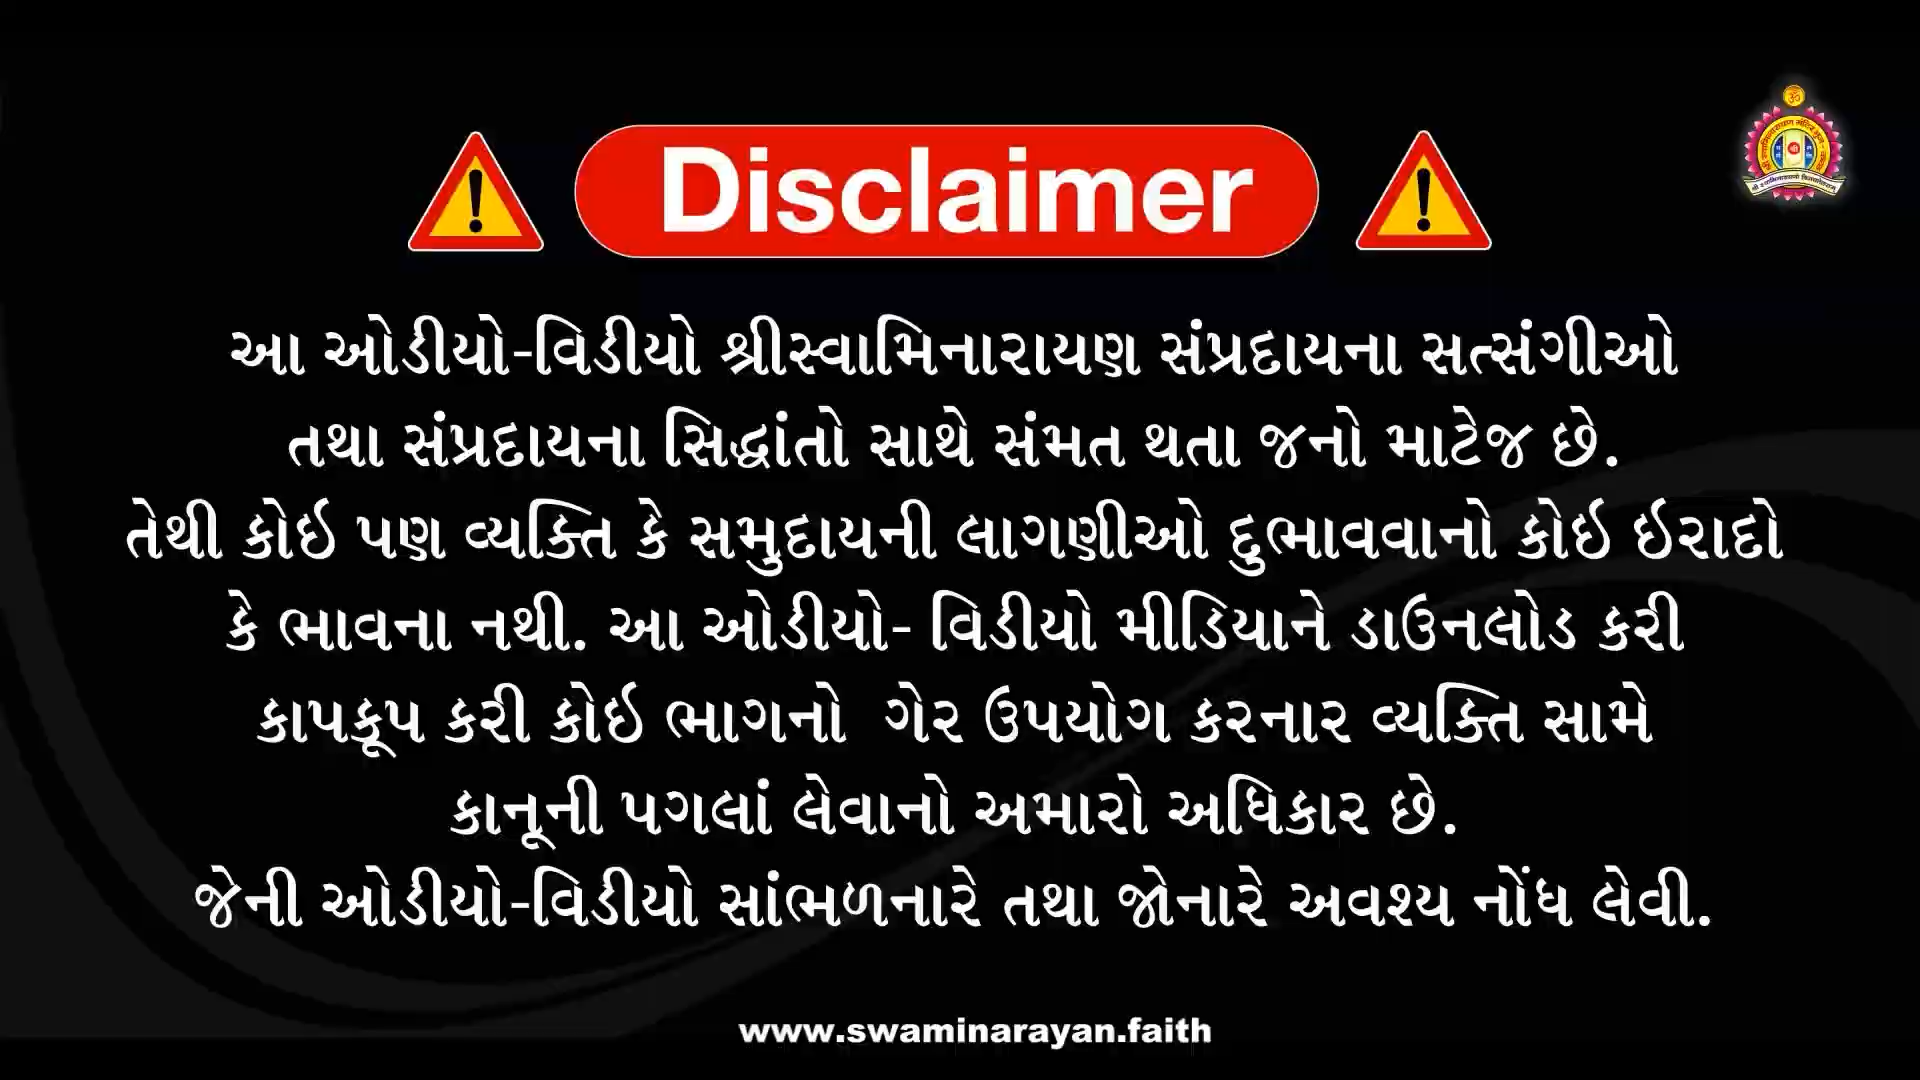 Disclaimer
આ ઓડીયો-વિડીયો શ્રીસ્વામિનારાયણ સંપ્રદાયના સત્સંગીઓ
તથા સંપ્રદાયના સિદ્ધાંતો સાથે સંમત થતા જનો માટેજ છે.
તેથી કોઇ પણ વ્યક્તિ કે સમુદાયની લાગણીઓ દુભાવવાનો કોઇ ઇરાદો
કે ભાવના નથી. આ ઓડીયો- વિડીયો મીડિયાને ડાઉનલોડ કરી
કાપકૂપ કરી કોઇ ભાગનો  ગેર ઉપયોગ કરનાર વ્યક્તિ સામે
કાનૂની પગલાં લેવાનો અમારો અધિકાર છે.
જેની ઓડીયો-વિડીયો સાંભળનારે તથા જોનારે અવશ્ય નોંધ લેવી.
www.swaminarayan.faith